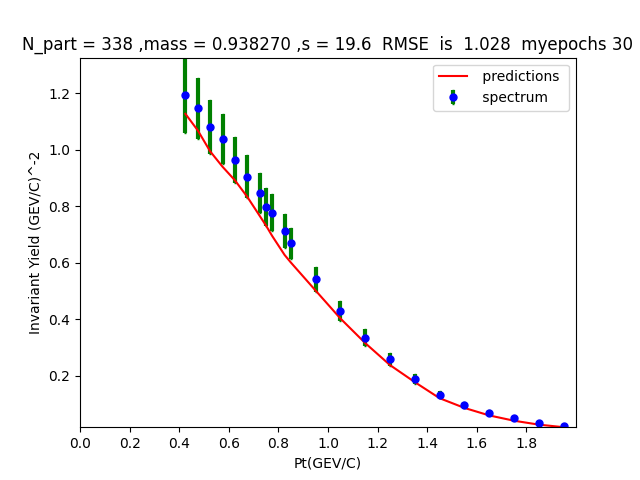 N_part = 338 ,mass = 0.938270 ,s = 19.6  RMSE  is  1.028  myepochs 30
predictions
spectrum
Invariant Yield (GEV/C)^-2
1.2
1.0
0.8
0.6
0.4
0.2
0.0 0.2 0.4 0.6 0.8 1.0 1.2 1.4 1.6 1.8
Pt(GEV/C)